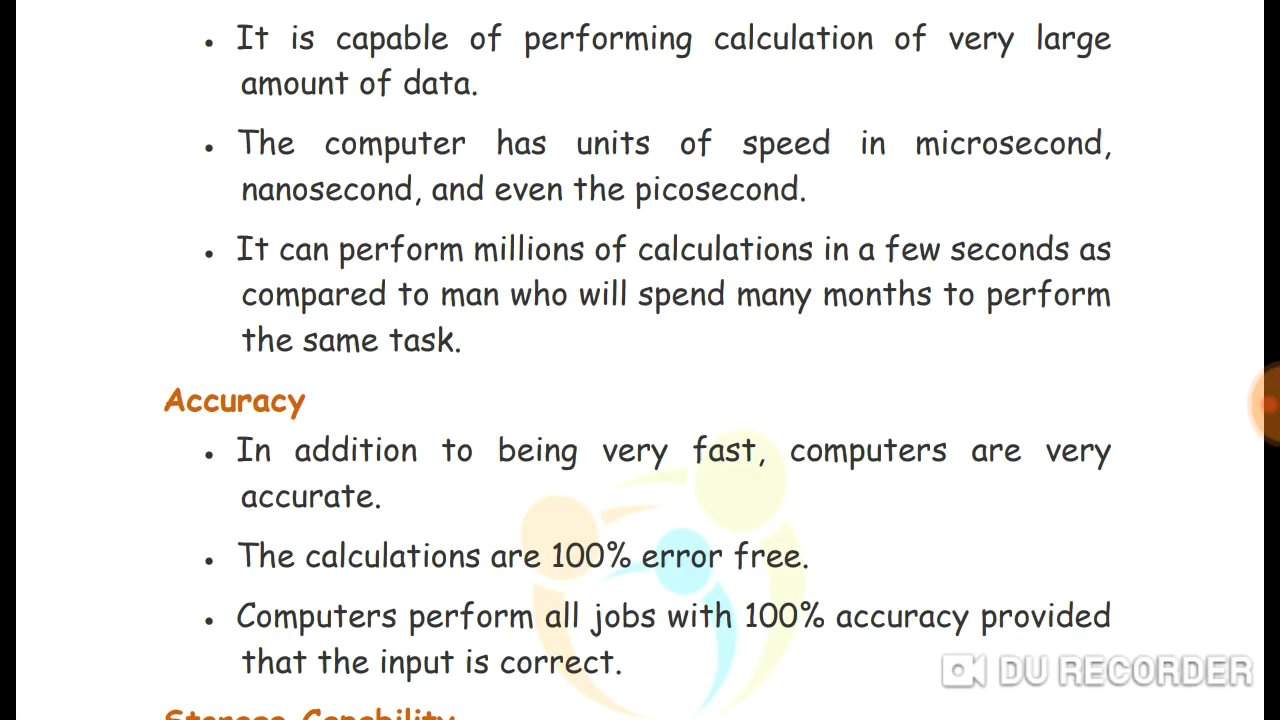 • It is capable of performing calculation of very large
amount of data.
• The computer has units of speed in microsecond,
nanosecond, and even the picosecond.
• It can perform millions of calculations in a few seconds as
compared to man who will spend many months to perform
the same task.
Accuracy
• In addition to being very fast, computers are very
accurate.
• The calculations are 100% error free.
• Computers perform all jobs with 100% accuracy provided
that the input is correct.
DU RECORDER
Storage Capability